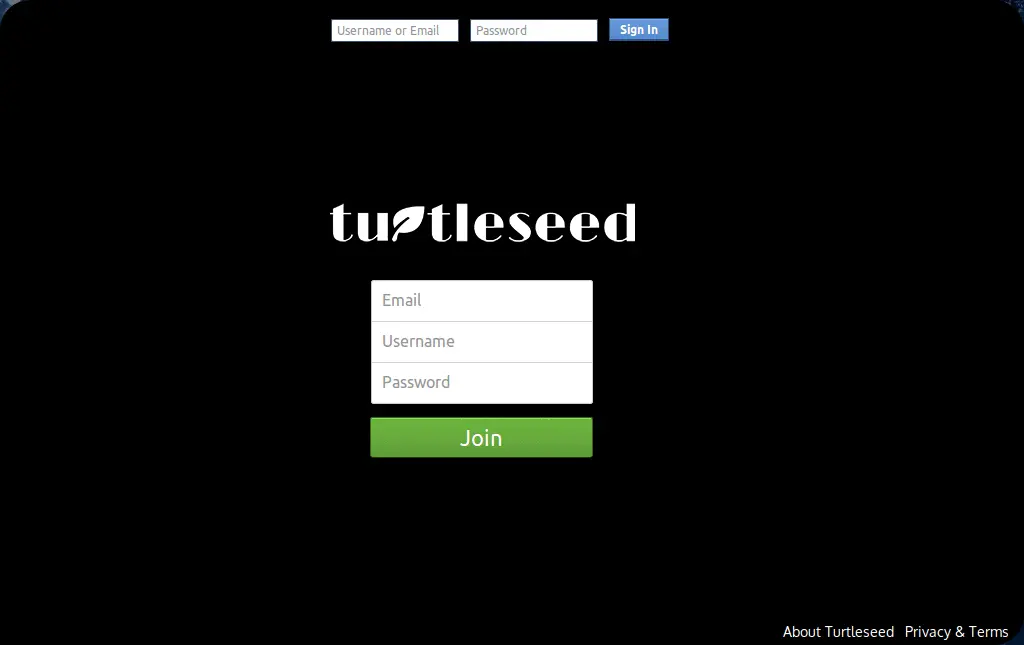 Username or Email Password Sign In
turtleseed
Email
Username
Password
Join
About Turtleseed Privacy & Terms